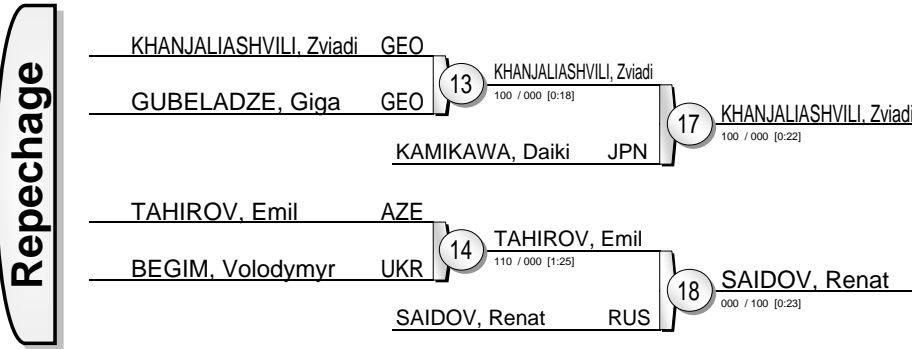 Repechage
KHANJALIASHVILI, Zviadi GEO
13
KHANJALIASHVILI, Zviadi
100 / 000 [0:18]
GUBELADZE, Giga GEO
17
KHANJALIASHVILI, Zviadi
100 / 000 [0:22]
KAMIKAWA, Daiki JPN
TAHIROV, Emil AZE
14
TAHIROV, Emil
110 / 000 [1:25]
BEGIM, Volodymyr UKR
18
SAIDOV, Renat
000 / 100 [0:23]
SAIDOV, Renat RUS